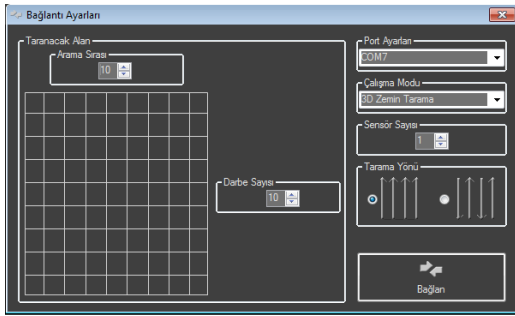 Bağlantı Ayarları
Taranacak Alan
Arama Sırası
10
Darbe Sayısı
10
Port Ayarları
COM7
Çalışma Modu
3D Zemin Tarama
Sensör Sayısı
1
Tarama Yönü
Bağlan